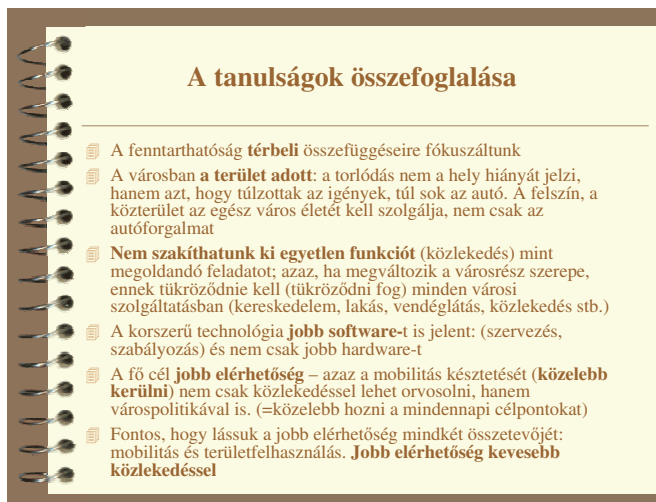 A tanulságok összefoglalása
A fenntarthatóság térbeli összefüggéseire fókuszáltunk
A városban a terület adott: a torlódás nem a hely hiányát jelzi,
hanem azt, hogy túlzottak az igények, túl sok az autó. A felszín, a
közterület az egész város életét kell szolgálja, nem csak az
autóforgalmat
Nem szakíthatunk ki egyetlen funkciót (közlekedés) mint
megoldandó feladatot; azaz, ha megváltozik a városrész szerepe,
ennek tükröződnie kell (tükröződni fog) minden városi
szolgáltatásban (kereskedelem, lakás, vendéglátás, közlekedés stb.)
A korszerű technológia jobb software-t is jelent: (szervezés,
szabályozás) és nem csak jobb hardware-t
A fő cél jobb elérhetőség – azaz a mobilitás késztetését (közelebb
kerülni) nem csak közlekedéssel lehet orvosolni, hanem
várospolitikával is. (=közelebb hozni a mindennapi célpontokat)
Fontos, hogy lássuk a jobb elérhetőség mindkét összetevőjét:
mobilitás és területfelhasználás. Jobb elérhetőség kevesebb
közlekedéssel